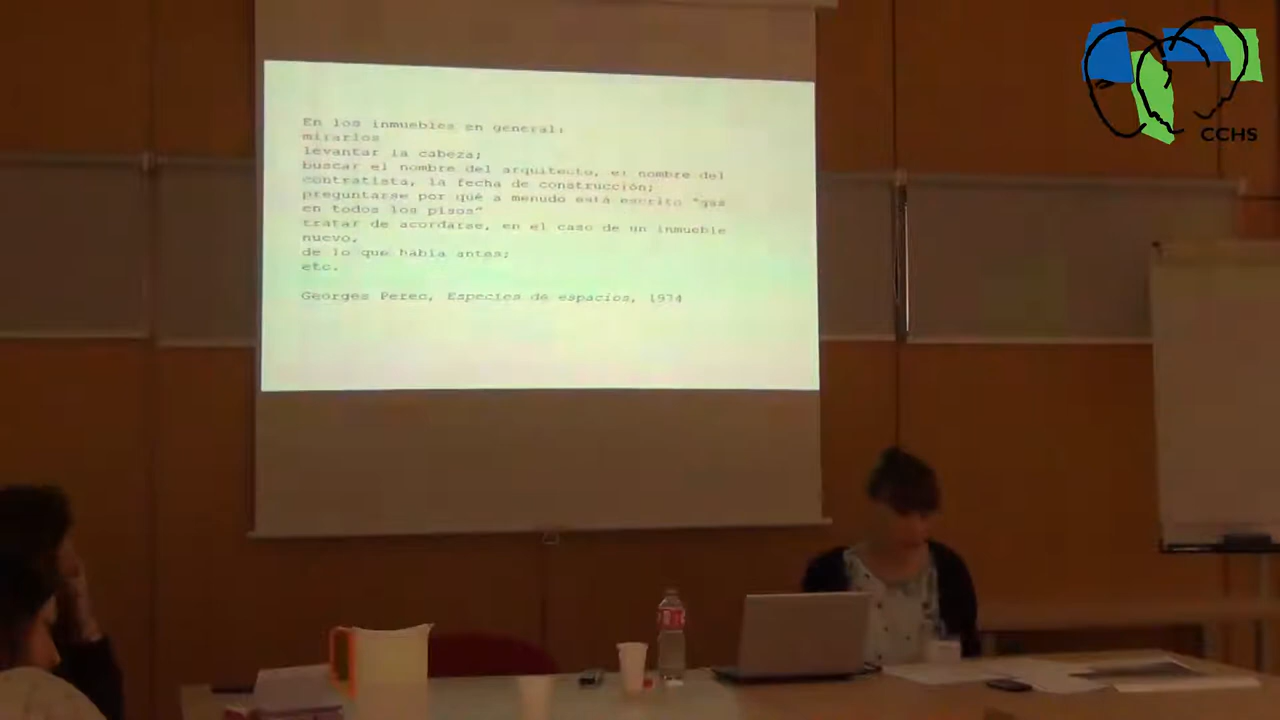 En los inmuebles en general:
mirarlos
levantar la cabeza;
buscar el nombre del arquitecto, el nombre del
contratista, la fecha de construcción;
preguntarse por qué a menudo está escrito "gas
en todos los pisos"
tratar de acordarse, en el caso de un inmueble
nuevo,
de lo que había antes;
etc.
Georges Perec, Especies de espacios, 1974
CCHS